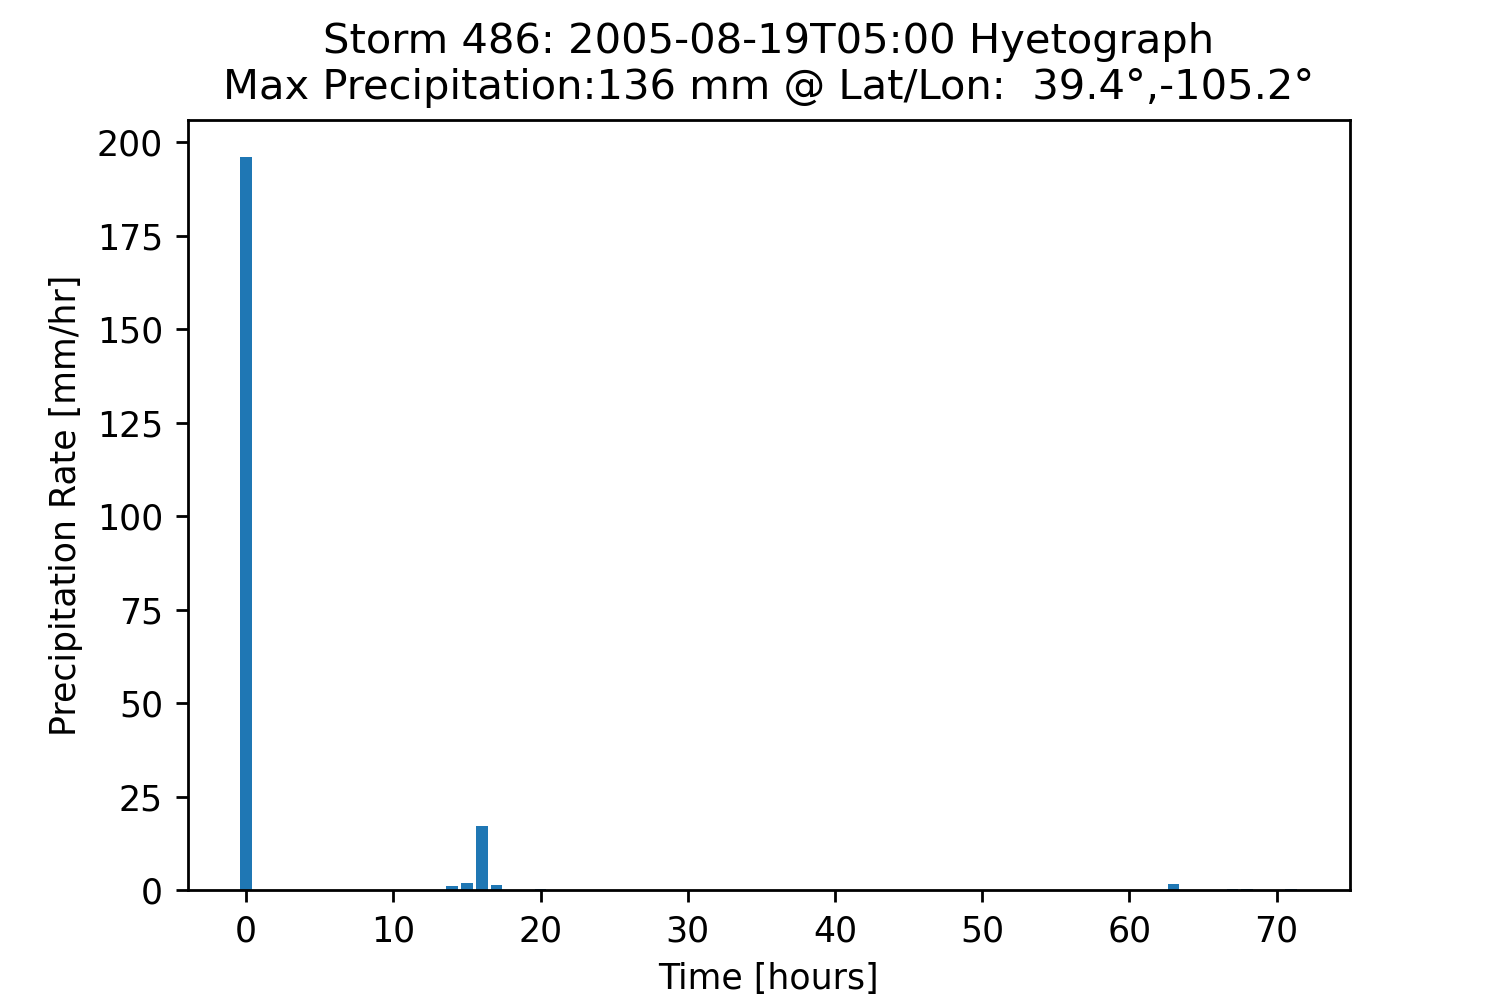 Storm 486: 2005-08-19T05:00 Hyetograph
Max Precipitation:136 mm @ Lat/Lon:  39.4°,-105.2°
200
175
150
125
100
75
50
25
0
Precipitation Rate [mm/hr]
0 10 20 30 40 50 60 70
Time [hours]